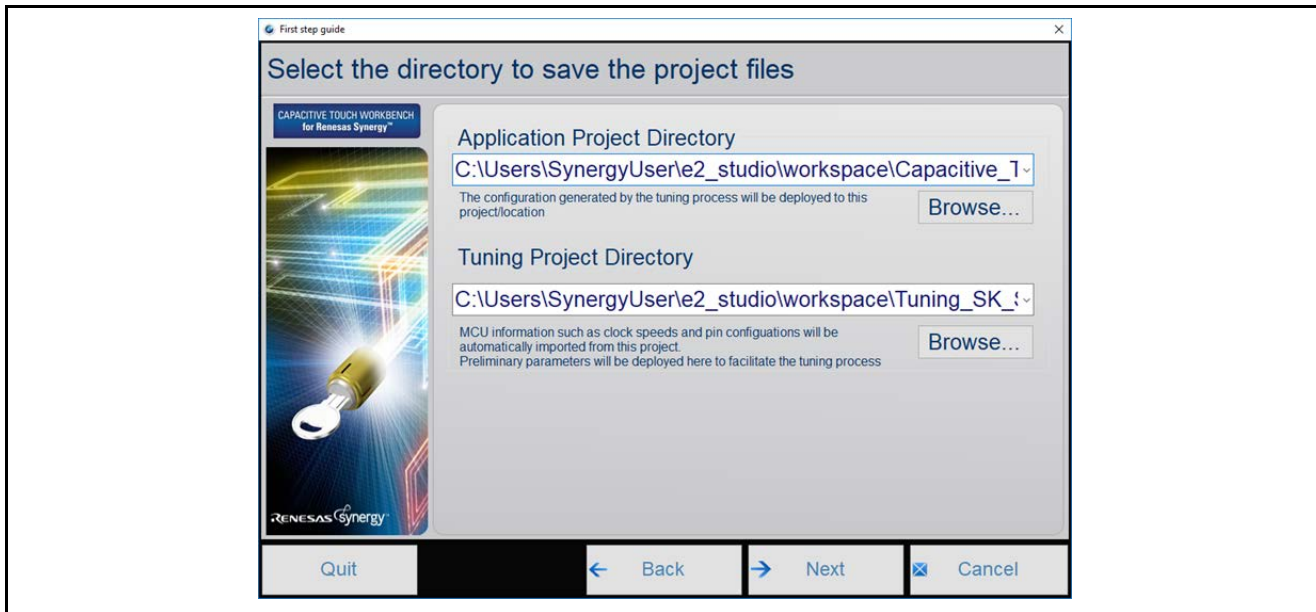 First step guide
Select the directory to save the project files
CAPACITIVE TOUCH WORKBENCH
for Renesas Synergy™
Application Project Directory
C:\Users\SynergyUser\e2_studio\workspace\Capacitive_T
The configuration generated by the tuning process will be deployed to this
project/location
Browse...
Tuning Project Directory
C:\Users\SynergyUser\e2_studio\workspace\Tuning_SK_S
MCU information such as clock speeds and pin configuations will be
automatically imported from this project.
Preliminary parameters will be deployed here to facilitate the tuning process
Browse...
RENESAS Synergy™
Quit
Back
Next
Cancel